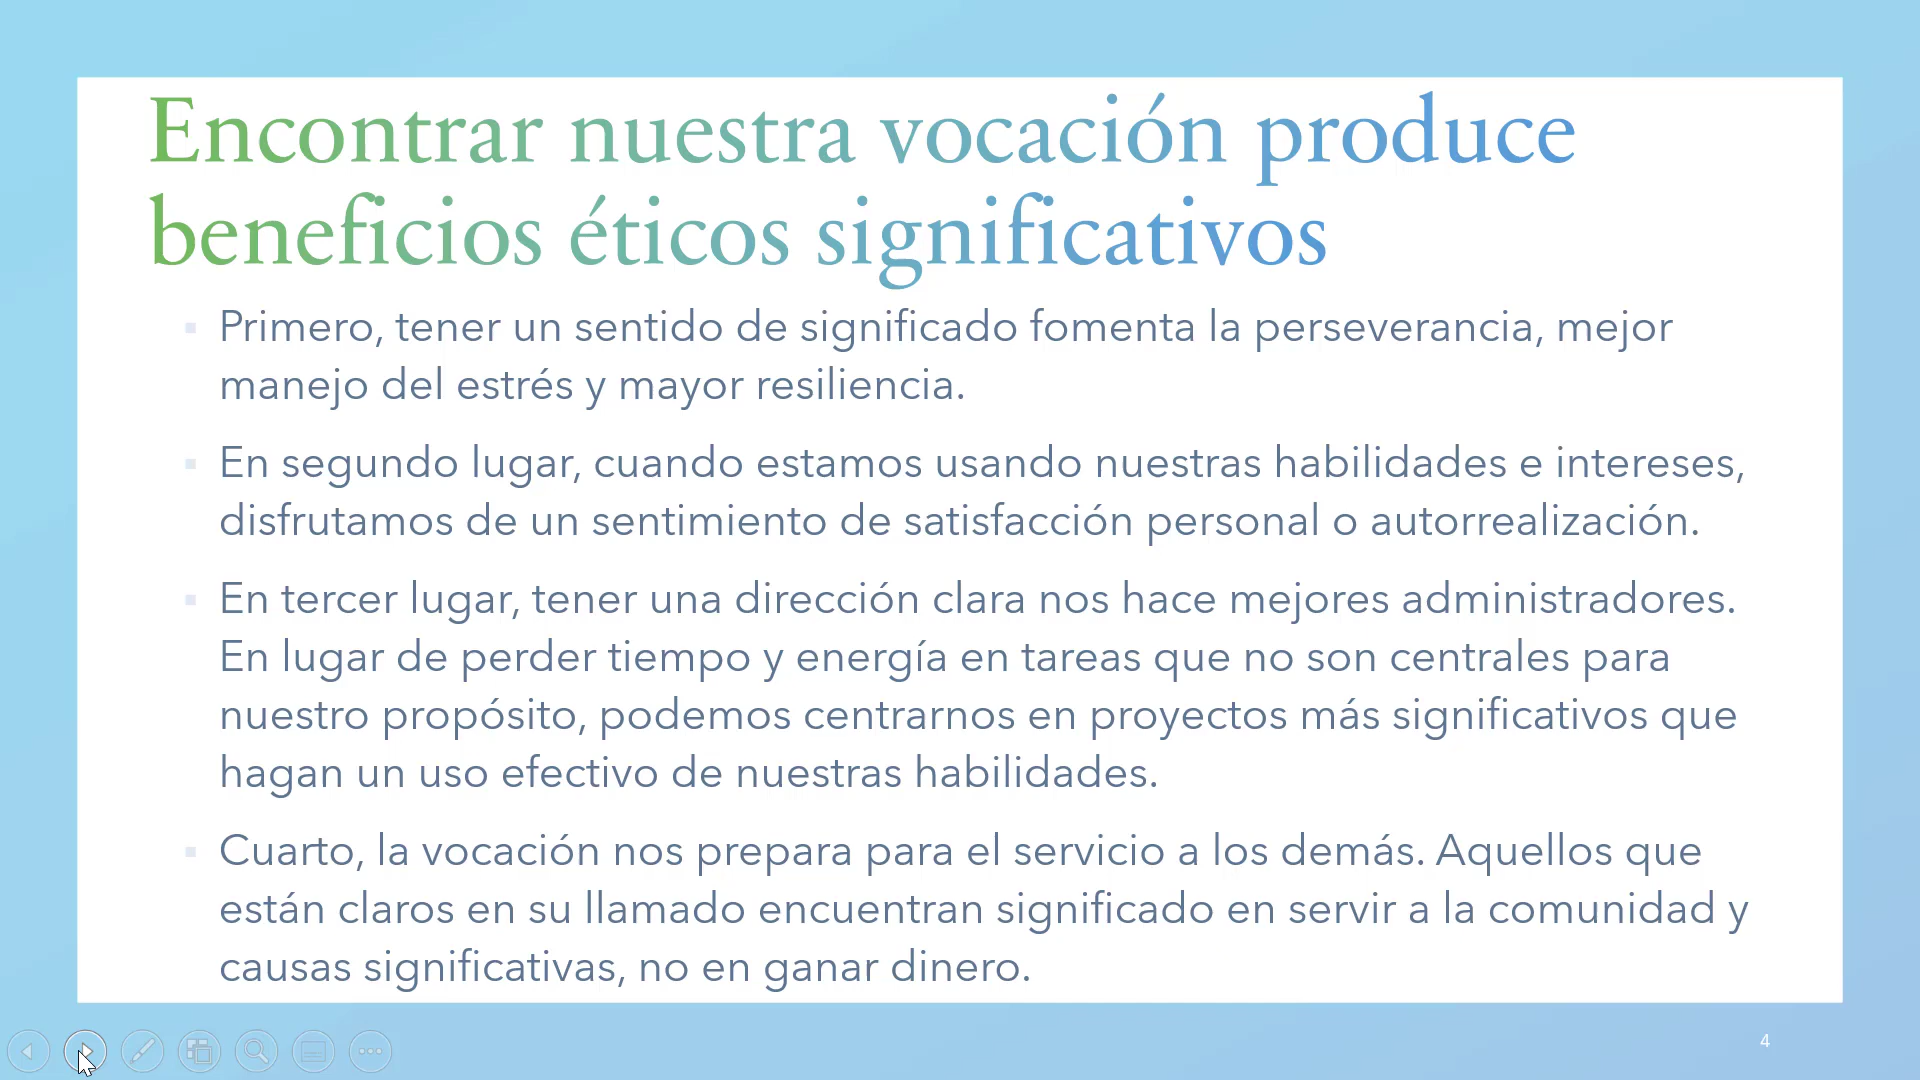 Encontrar nuestra vocación produce
beneficios éticos significativos
Primero, tener un sentido de significado fomenta la perseverancia, mejor
manejo del estrés y mayor resiliencia.
En segundo lugar, cuando estamos usando nuestras habilidades e intereses,
disfrutamos de un sentimiento de satisfacción personal o autorrealización.
En tercer lugar, tener una dirección clara nos hace mejores administradores.
En lugar de perder tiempo y energía en tareas que no son centrales para
nuestro propósito, podemos centrarnos en proyectos más significativos que
hagan un uso efectivo de nuestras habilidades.
Cuarto, la vocación nos prepara para el servicio a los demás. Aquellos que
están claros en su llamado encuentran significado en servir a la comunidad y
causas significativas, no en ganar dinero.
4